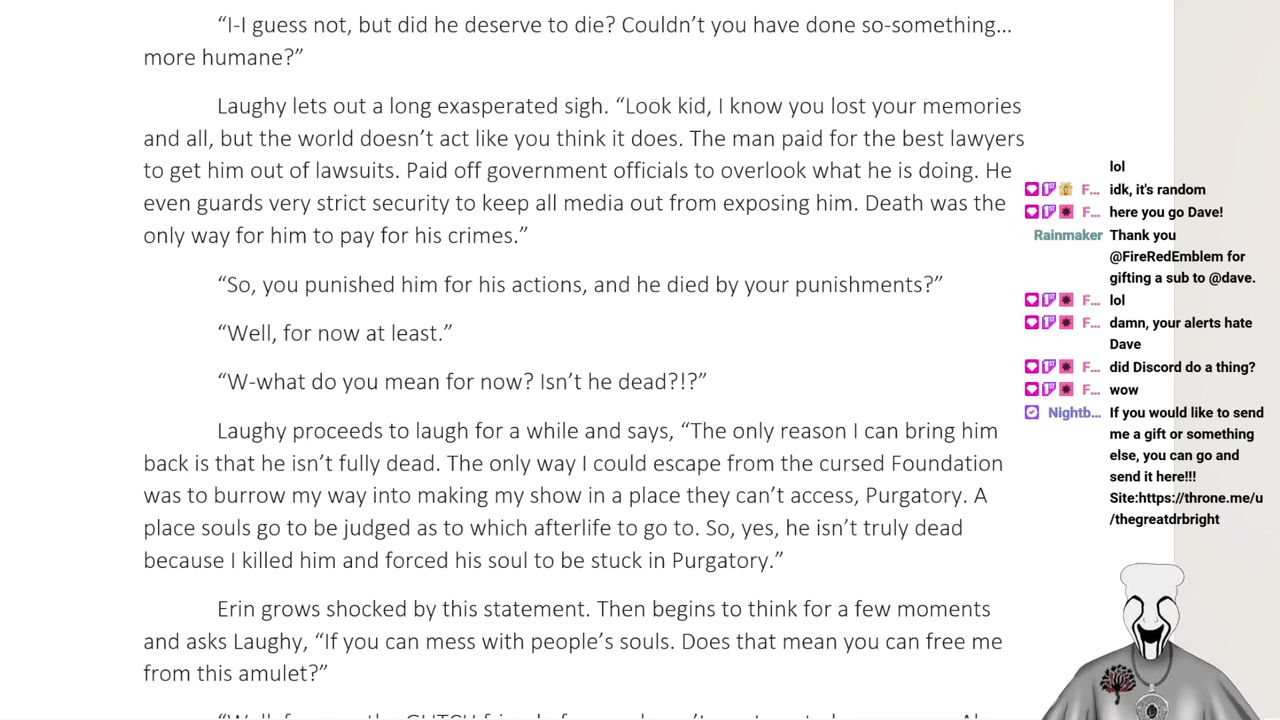 “I-I guess not, but did he deserve to die? Couldn’t you have done so-something…
more humane?”
Laughy lets out a long exasperated sigh. “Look kid, I know you lost your memories
and all, but the world doesn’t act like you think it does. The man paid for the best lawyers
to get him out of lawsuits. Paid off government officials to overlook what he is doing. He
even guards very strict security to keep all media out from exposing him. Death was the
only way for him to pay for his crimes.”
“So, you punished him for his actions, and he died by your punishments?”
“Well, for now at least.”
“W-what do you mean for now? Isn’t he dead?!?”
Laughy proceeds to laugh for a while and says, “The only reason I can bring him
back is that he isn’t fully dead. The only way I could escape from the cursed Foundation
was to burrow my way into making my show in a place they can’t access, Purgatory. A
place souls go to be judged as to which afterlife to go to. So, yes, he isn’t truly dead
because I killed him and forced his soul to be stuck in Purgatory.”
Erin grows shocked by this statement. Then begins to think for a few moments
and asks Laughy, “If you can mess with people’s souls. Does that mean you can free me
from this amulet?”
lol
F... idk, it's random
F... here you go Dave!
Rainmaker Thank you
@FireRedEmblem for
gifting a sub to @dave.
F... lol
F... damn, your alerts hate
Dave
F... did Discord do a thing?
F... wow
Nightb... If you would like to send
me a gift or something
else, you can go and
send it here!!!
Site:https://throne.me/u
/thegreatdrbright